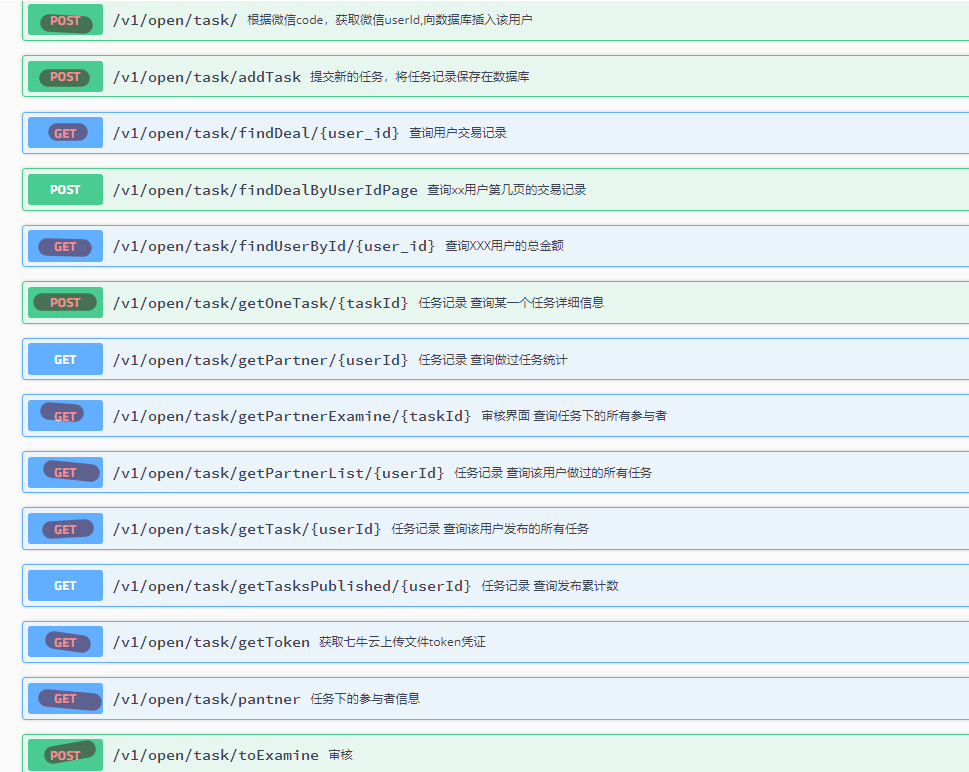 POST /v1/open/task/ 根据微信code，获取微信userId,向数据库插入该用户
POST /v1/open/task/addTask 提交新的任务，将任务记录保存在数据库
GET /v1/open/task/findDeal/{user_id} 查询用户交易记录
POST /v1/open/task/findDealByUserIdPage 查询xx用户第几页的交易记录
GET /v1/open/task/findUserById/{user_id} 查询XXX用户的总金额
POST /v1/open/task/getOneTask/{taskId} 任务记录 查询某一个任务详细信息
GET /v1/open/task/getPartner/{userId} 任务记录 查询做过任务统计
GET /v1/open/task/getPartnerExamine/{taskId} 审核界面 查询任务下的所有参与者
GET /v1/open/task/getPartnerList/{userId} 任务记录 查询该用户做过的所有任务
GET /v1/open/task/getTask/{userId} 任务记录 查询该用户发布的所有任务
GET /v1/open/task/getTasksPublished/{userId} 任务记录 查询发布累计数
GET /v1/open/task/getToken 获取七牛云上传文件token凭证
GET /v1/open/task/pantner 任务下的参与者信息
POST /v1/open/task/toExamine 审核